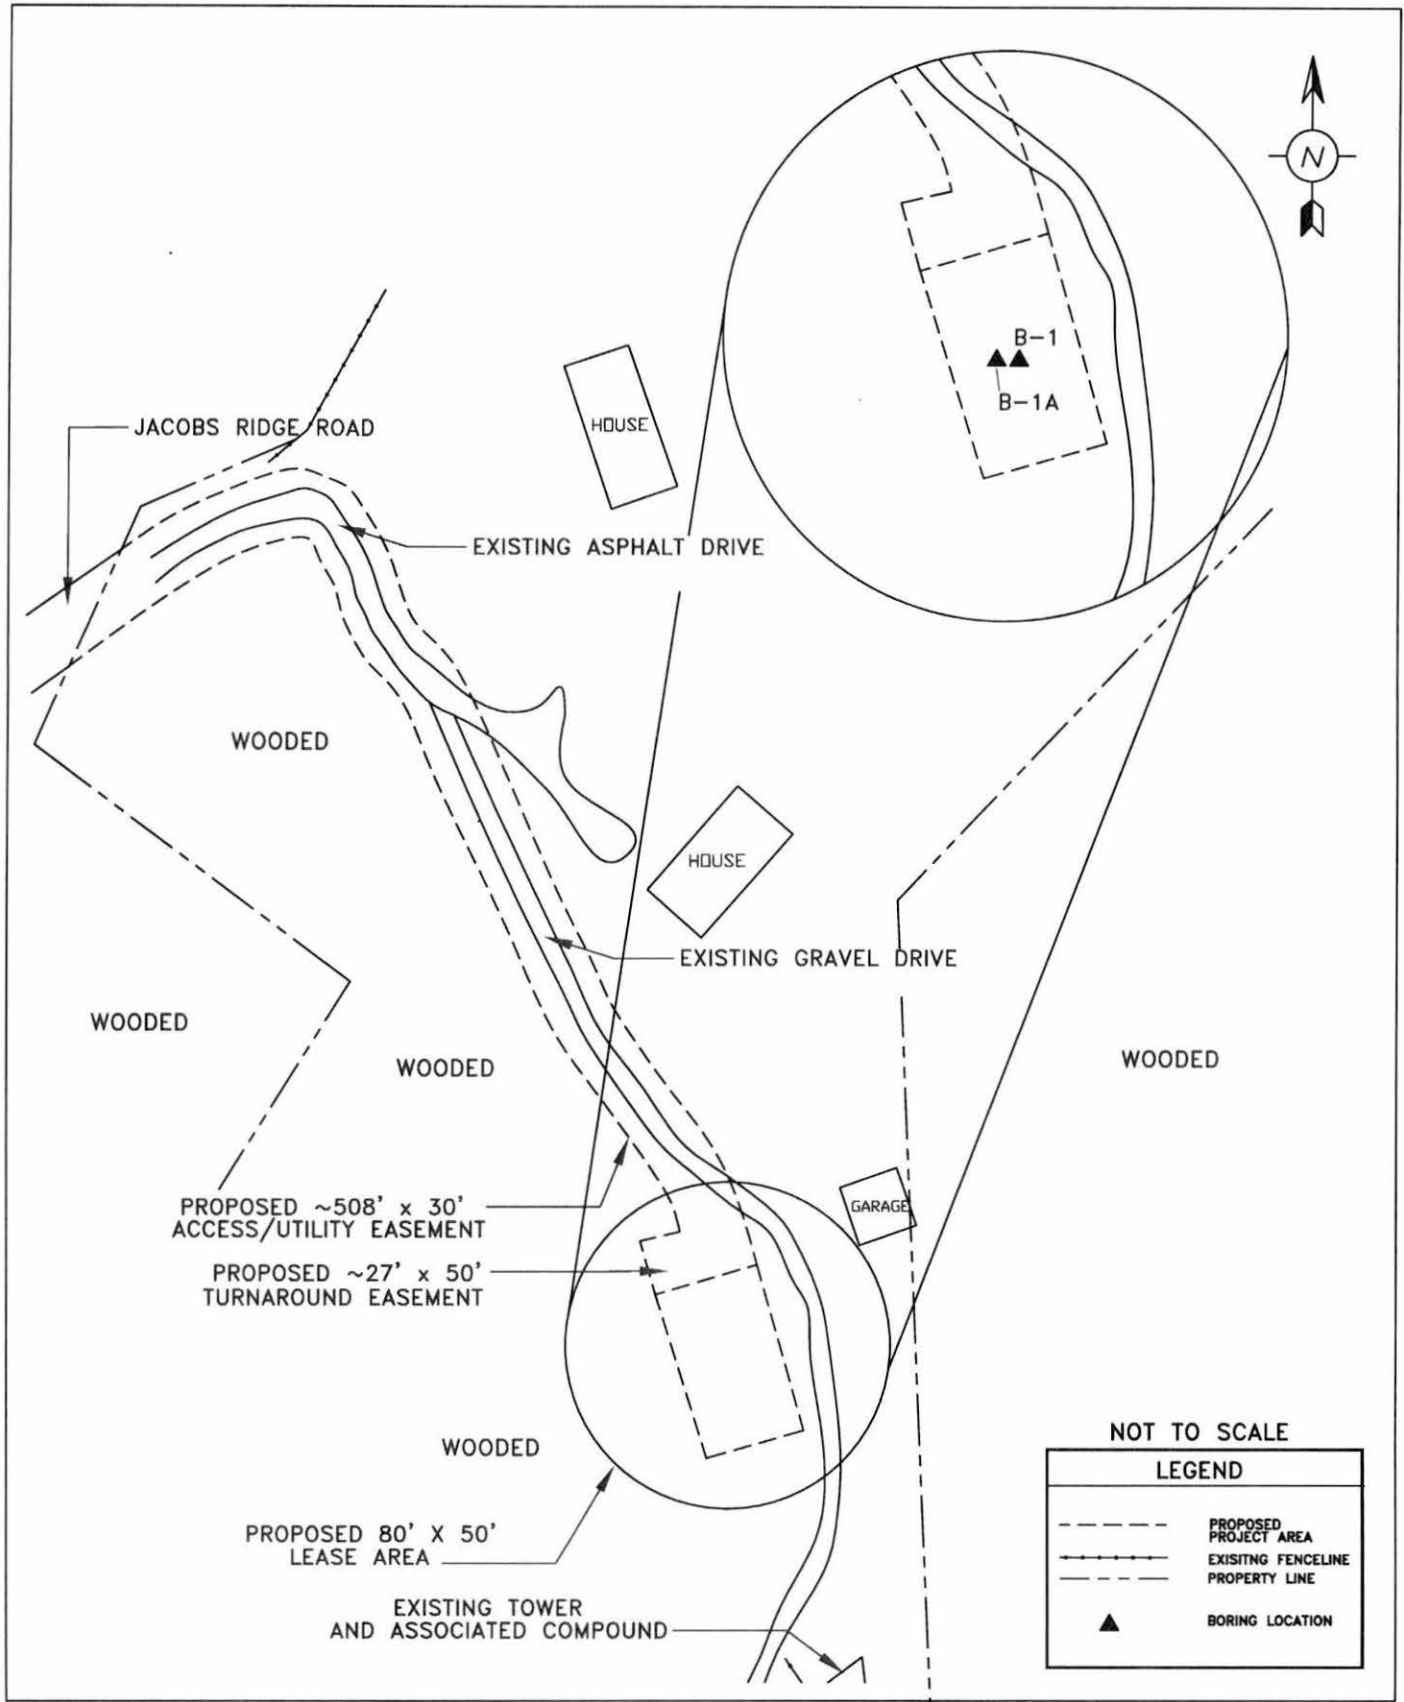 N
B-1
B-1A
JACOBS RIDGE ROAD
HOUSE
EXISTING ASPHALT DRIVE
WOODED
HOUSE
EXISTING GRAVEL DRIVE
WOODED
WOODED
WOODED
PROPOSED ~508' x 30'
ACCESS/UTILITY EASEMENT
GARAGE
PROPOSED ~27' x 50'
TURNAROUND EASEMENT
WOODED
PROPOSED 80' X 50'
LEASE AREA
EXISTING TOWER
AND ASSOCIATED COMPOUND
NOT TO SCALE
LEGEND
PROPOSED
PROJECT AREA
EXISITNG FENCELINE
PROPERTY LINE
BORING LOCATION